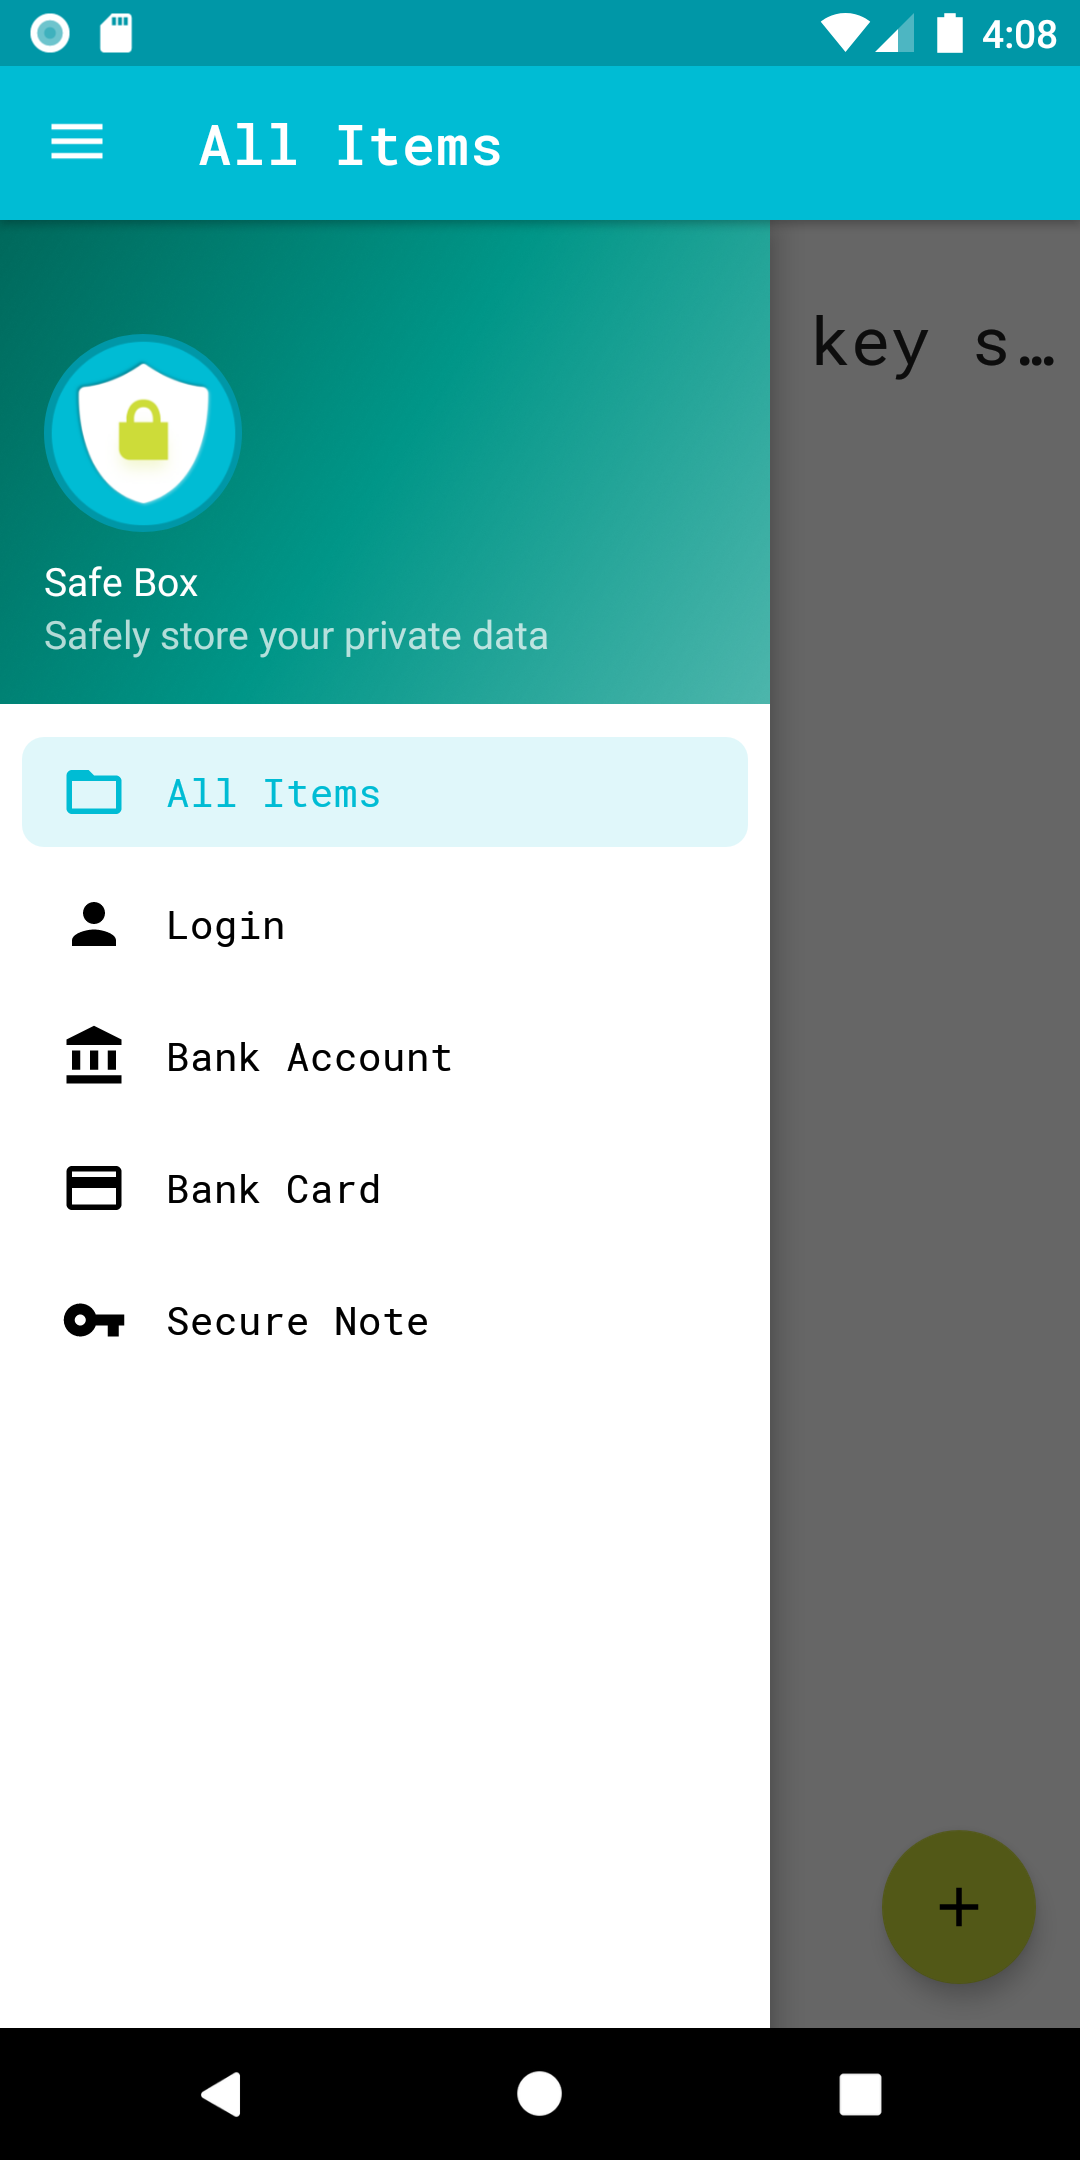 4:08
All Items
key s…
Safe Box
Safely store your private data
All Items
Login
Bank Account
Bank Card
Secure Note